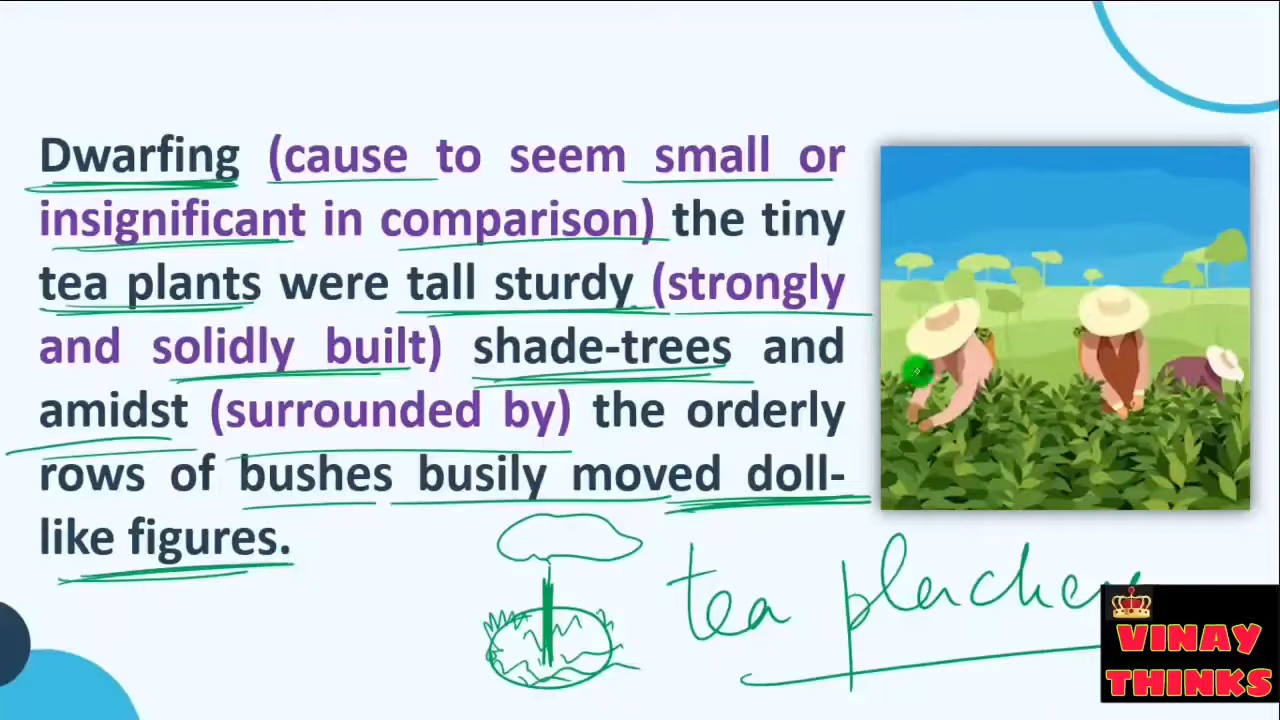 Dwarfing (cause to seem small or
insignificant in comparison) the tiny
tea plants were tall sturdy (strongly
and solidly built) shade-trees and
amidst (surrounded by) the orderly
rows of bushes busily moved doll-
like figures.
tea
VINAY
THINKS